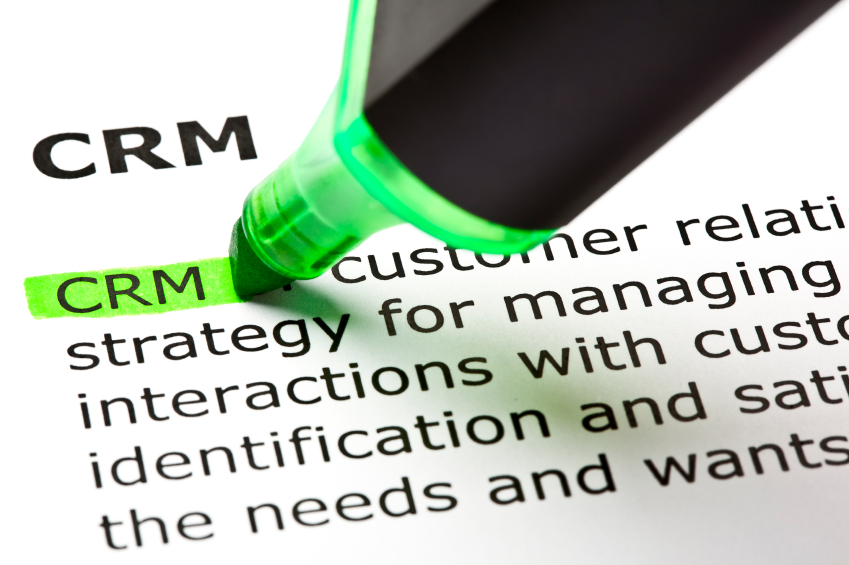 CRM
CRM customer relati
strategy for managing
interactions with custo
identification and sati
the needs and wants